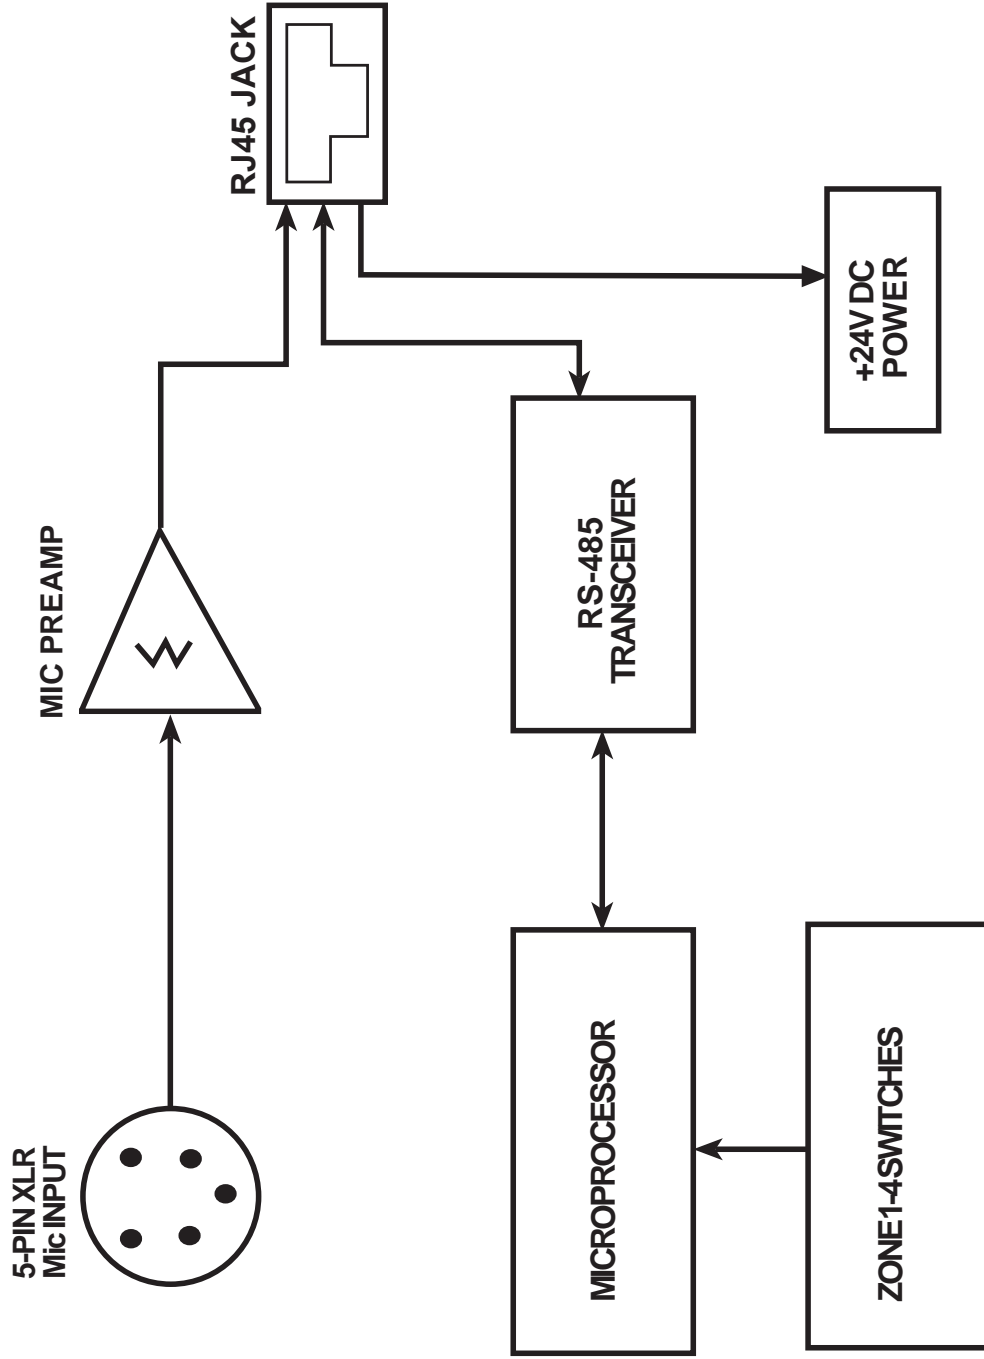 5-PIN XLR
Mic INPUT
MIC PREAMP
RJ45 JACK
MICROPROCESSOR
RS-485
TRANSCEIVER
+24V DC
POWER
ZONE1-4SWITCHES